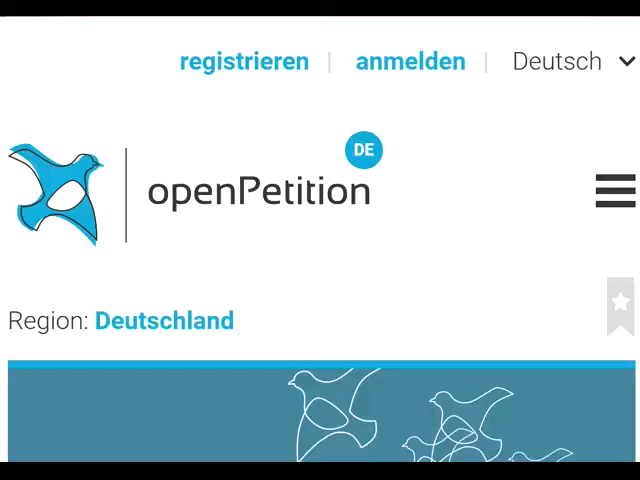 registrieren | anmelden | Deutsch
DE
openPetition
Region: Deutschland